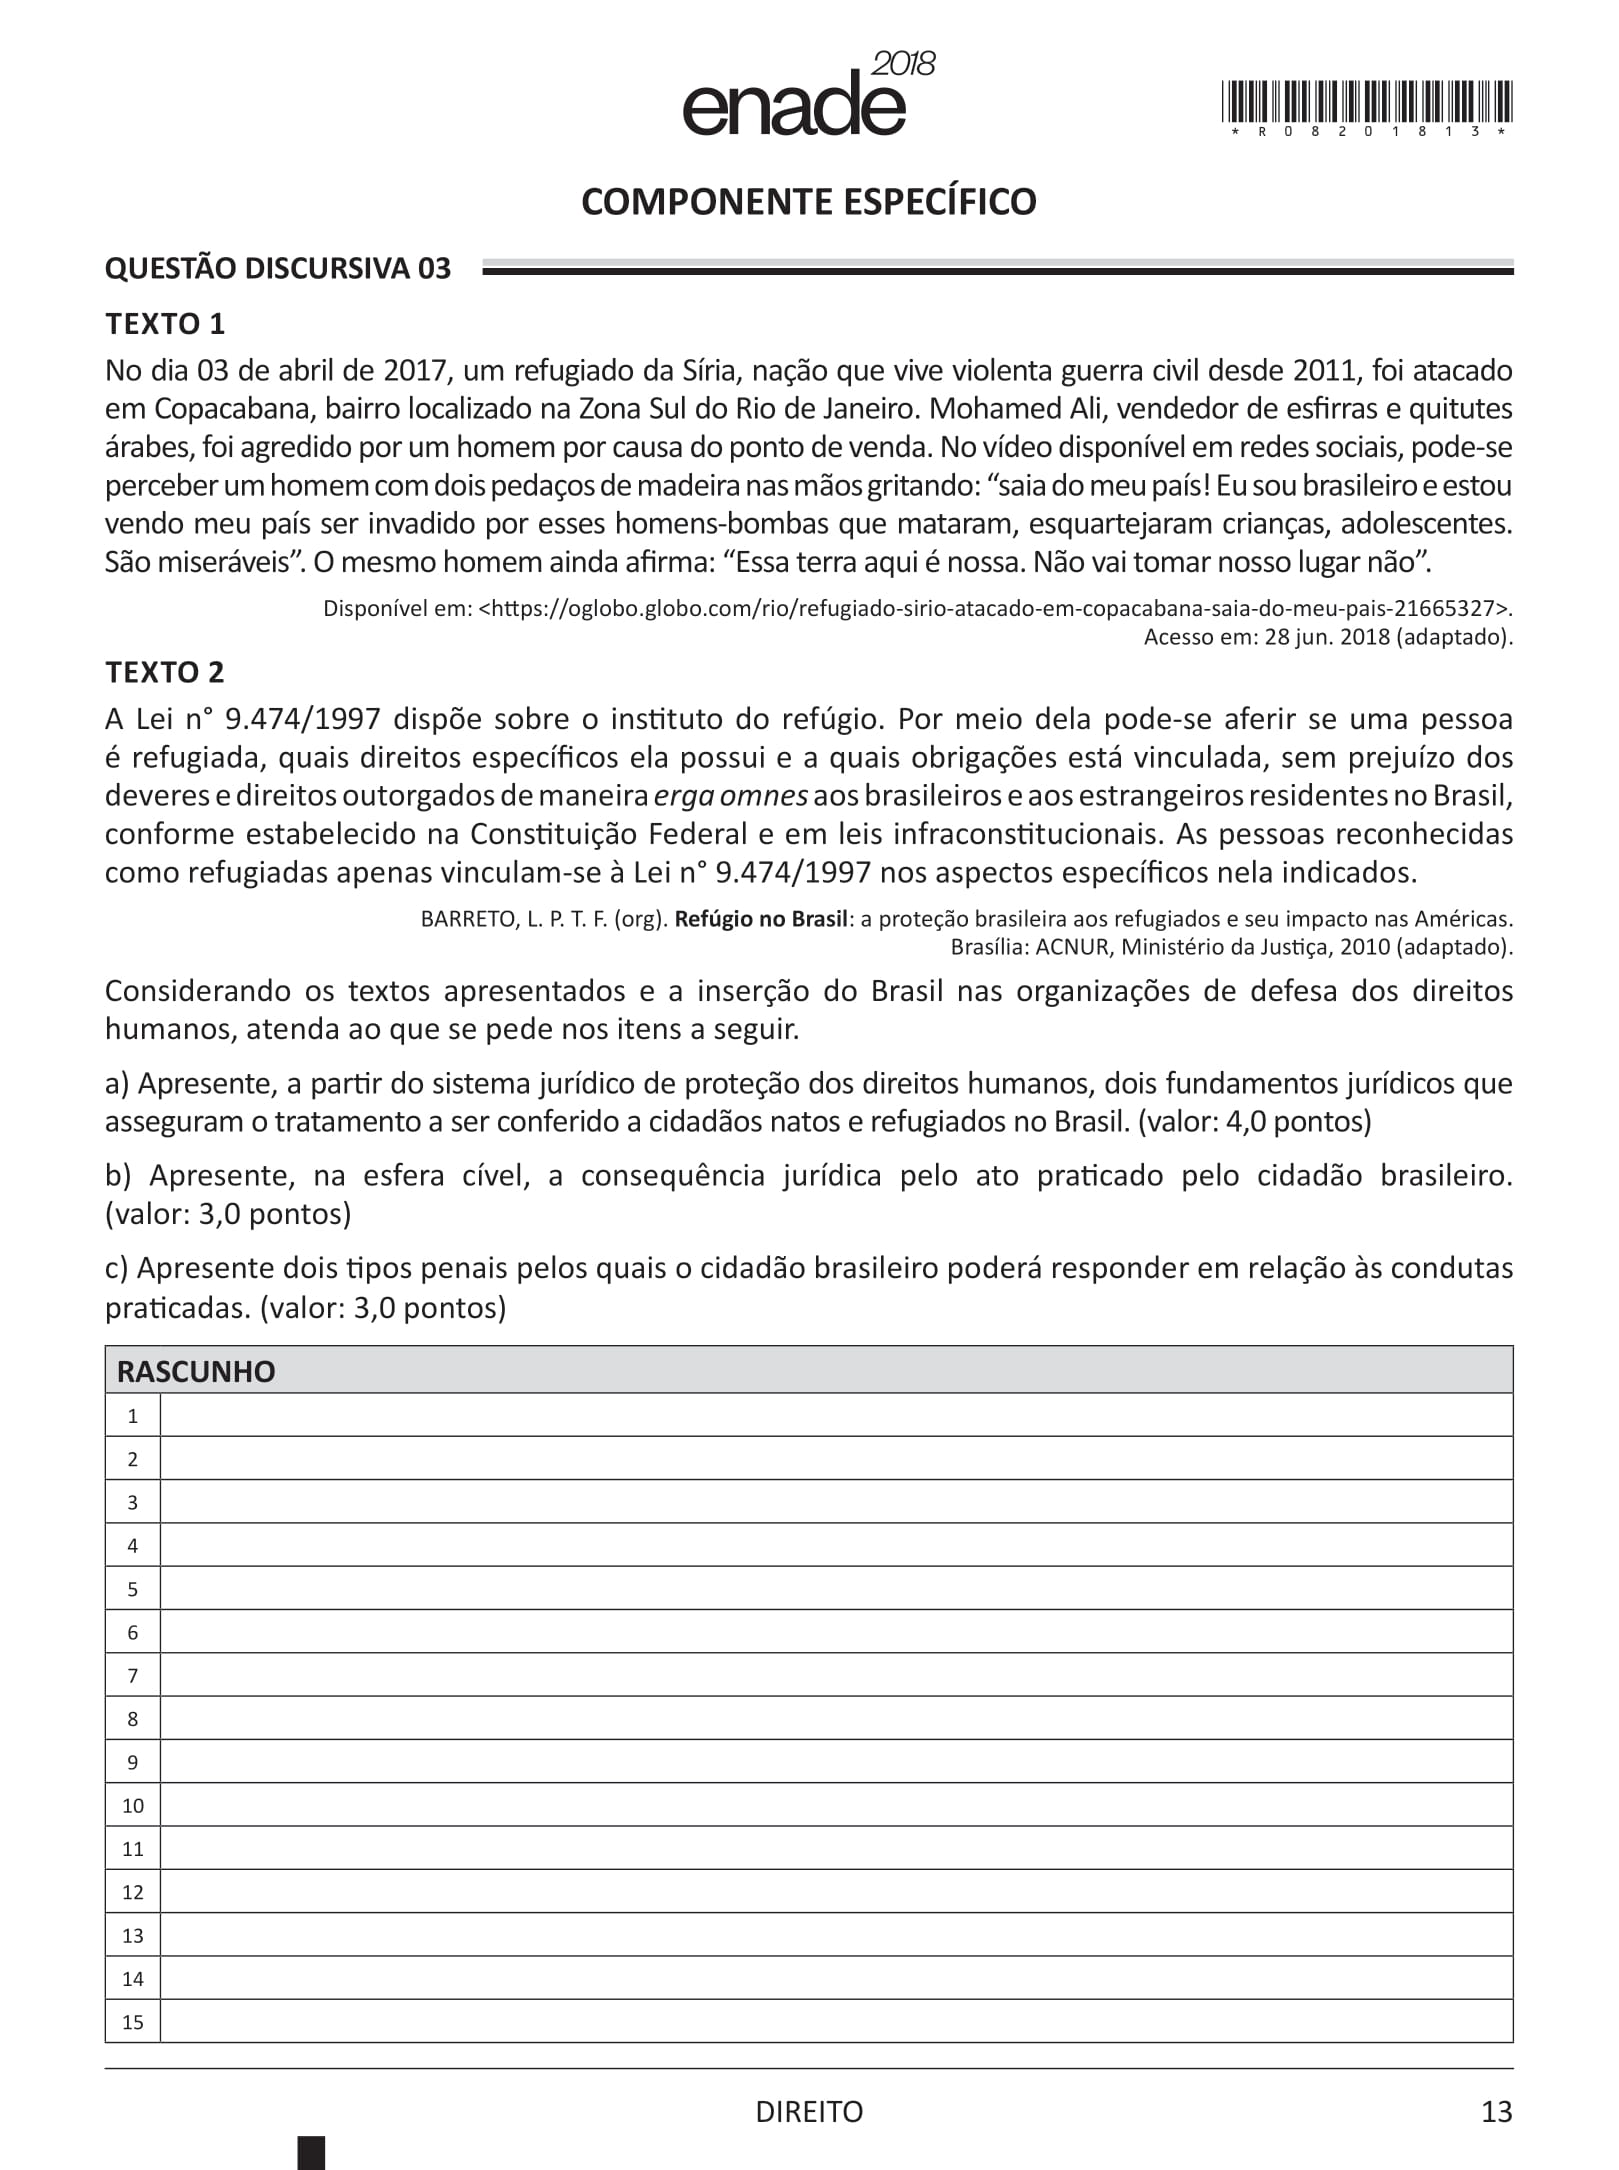 enade 2018
*R08201813*
COMPONENTE ESPECÍFICO
QUESTÃO DISCURSIVA 03
TEXTO 1
No dia 03 de abril de 2017, um refugiado da Síria, nação que vive violenta guerra civil desde 2011, foi atacado
em Copacabana, bairro localizado na Zona Sul do Rio de Janeiro. Mohamed Ali, vendedor de esfirras e quitutes
árabes, foi agredido por um homem por causa do ponto de venda. No vídeo disponível em redes sociais, pode-se
perceber um homem com dois pedaços de madeira nas mãos gritando: “saia do meu país! Eu sou brasileiro e estou
vendo meu país ser invadido por esses homens-bombas que mataram, esquartejaram crianças, adolescentes.
São miseráveis”. O mesmo homem ainda afirma: “Essa terra aqui é nossa. Não vai tomar nosso lugar não”.
Disponível em: <https://oglobo.globo.com/rio/refugiado-sirio-atacado-em-copacabana-saia-do-meu-pais-21665327>.
Acesso em: 28 jun. 2018 (adaptado).
TEXTO 2
A Lei n° 9.474/1997 dispõe sobre o instituto do refúgio. Por meio dela pode-se aferir se uma pessoa
é refugiada, quais direitos específicos ela possui e a quais obrigações está vinculada, sem prejuízo dos
deveres e direitos outorgados de maneira erga omnes aos brasileiros e aos estrangeiros residentes no Brasil,
conforme estabelecido na Constituição Federal e em leis infraconstitucionais. As pessoas reconhecidas
como refugiadas apenas vinculam-se à Lei n° 9.474/1997 nos aspectos específicos nela indicados.
BARRETO, L. P. T. F. (org). Refúgio no Brasil: a proteção brasileira aos refugiados e seu impacto nas Américas.
Brasília: ACNUR, Ministério da Justiça, 2010 (adaptado).
Considerando os textos apresentados e a inserção do Brasil nas organizações de defesa dos direitos
humanos, atenda ao que se pede nos itens a seguir.
a) Apresente, a partir do sistema jurídico de proteção dos direitos humanos, dois fundamentos jurídicos que
asseguram o tratamento a ser conferido a cidadãos natos e refugiados no Brasil. (valor: 4,0 pontos)
b) Apresente, na esfera cível, a consequência jurídica pelo ato praticado pelo cidadão brasileiro.
(valor: 3,0 pontos)
c) Apresente dois tipos penais pelos quais o cidadão brasileiro poderá responder em relação às condutas
praticadas. (valor: 3,0 pontos)
RASCUNHO
1
2
3
4
5
6
7
8
9
10
11
12
13
14
15
DIREITO
13